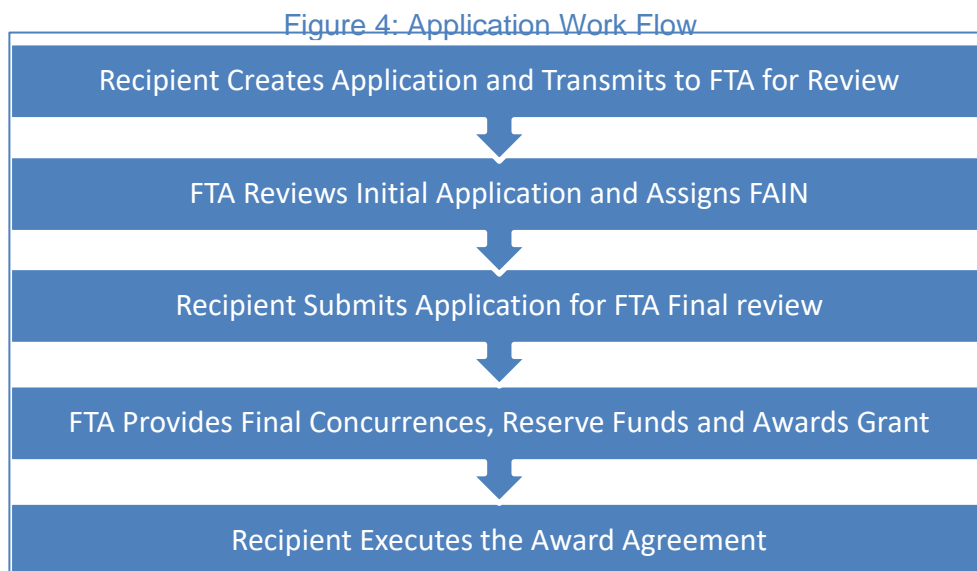 Figure 4: Application Work Flow
Recipient Creates Application and Transmits to FTA for Review
FTA Reviews Initial Application and Assigns FAIN
Recipient Submits Application for FTA Final review
FTA Provides Final Concurrences, Reserve Funds and Awards Grant
Recipient Executes the Award Agreement